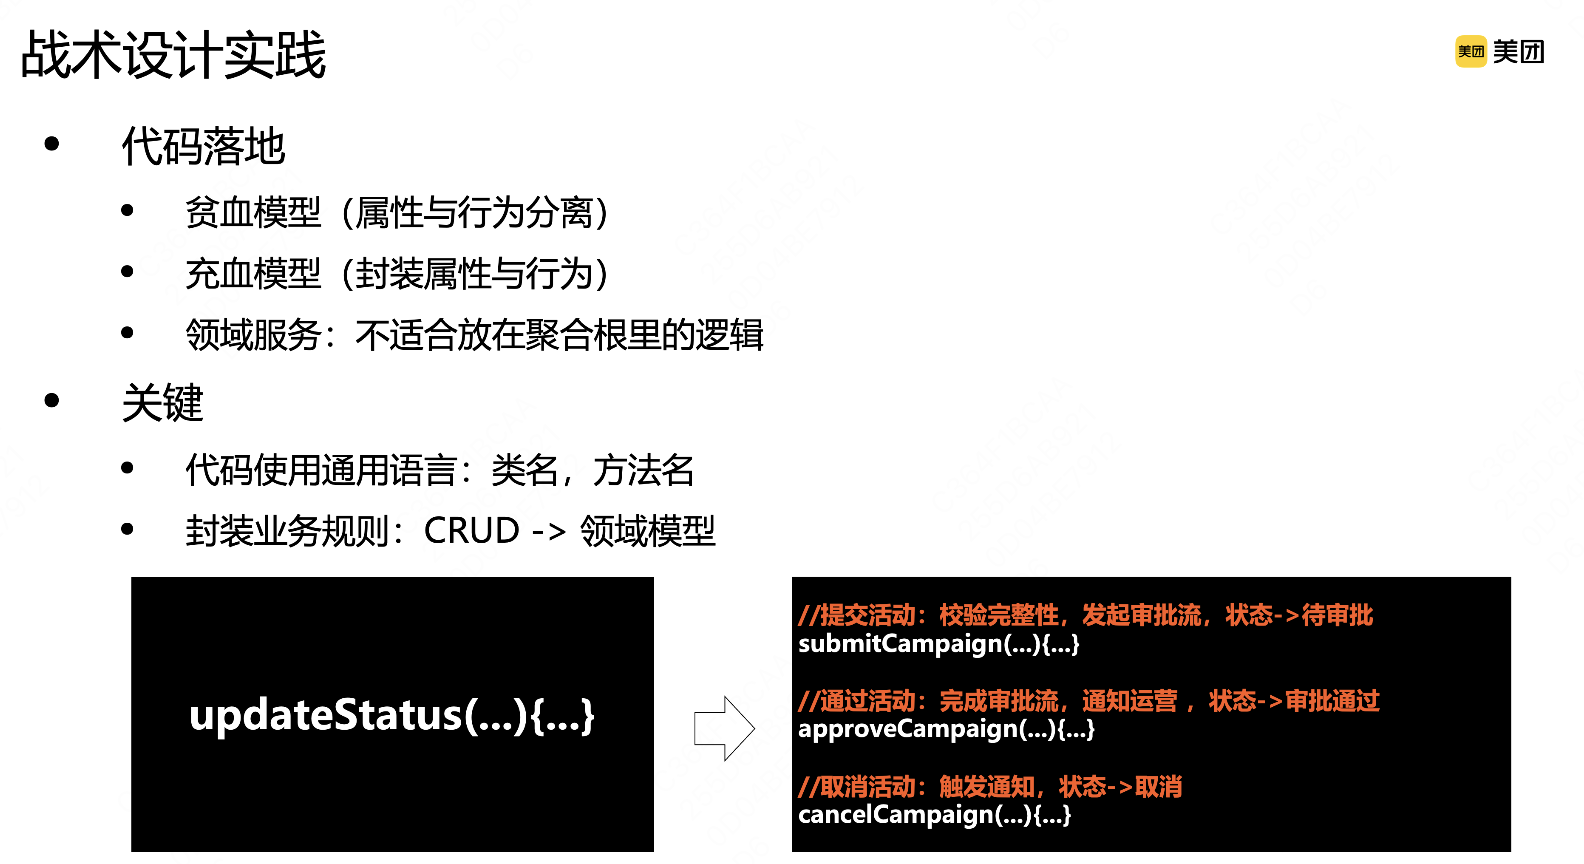 战术设计实践
美团 美团
代码落地
贫血模型（属性与行为分离）
充血模型（封装属性与行为）
领域服务：不适合放在聚合根里的逻辑
关键
代码使用通用语言：类名，方法名
封装业务规则：CRUD -> 领域模型
updateStatus(...){...}
//提交活动：校验完整性，发起审批流，状态->待审批
submitCampaign(...){...}
//通过活动：完成审批流，通知运营 ，状态->审批通过
approveCampaign(...){...}
//取消活动：触发通知，状态->取消
cancelCampaign(...){...}